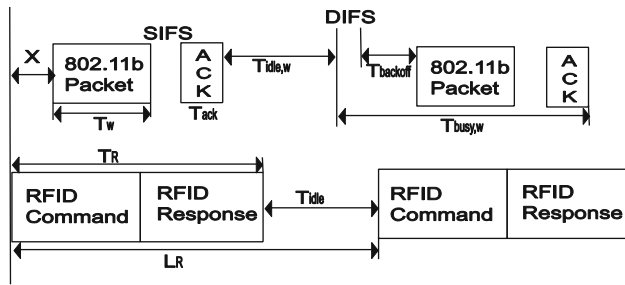 DIFS
SIFS
X
802.11b
Packet
A
C
K
Tidle,w
Tbackoff
802.11b
Packet
A
C
K
Tw
Tack
Tbusy,w
TR
RFID
Command
RFID
Response
Tidle
RFID
Command
RFID
Response
LR